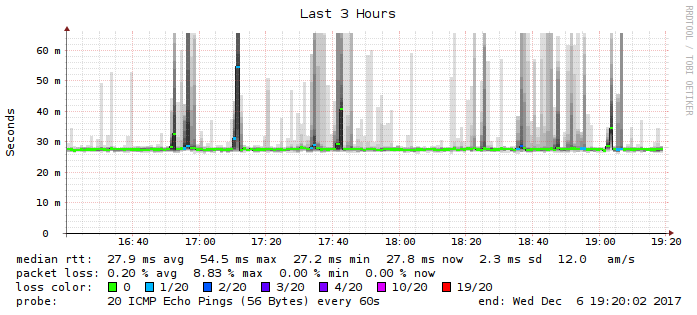 Last 3 Hours
RRDTOOL / TOBI OETIKER
Seconds
60 m
50 m
40 m
30 m
20 m
10 m
0
16:40 17:00 17:20 17:40 18:00 18:20 18:40 19:00 19:20
median rtt: 27.9 ms avg 54.5 ms max 27.2 ms min 27.8 ms now 2.3 ms sd 12.0 am/s
packet loss: 0.20 % avg 8.83 % max 0.00 % min 0.00 % now
loss color: 0 1/20 2/20 3/20 4/20 10/20 19/20
probe: 20 ICMP Echo Pings (56 Bytes) every 60s end: Wed Dec 6 19:20:02 2017